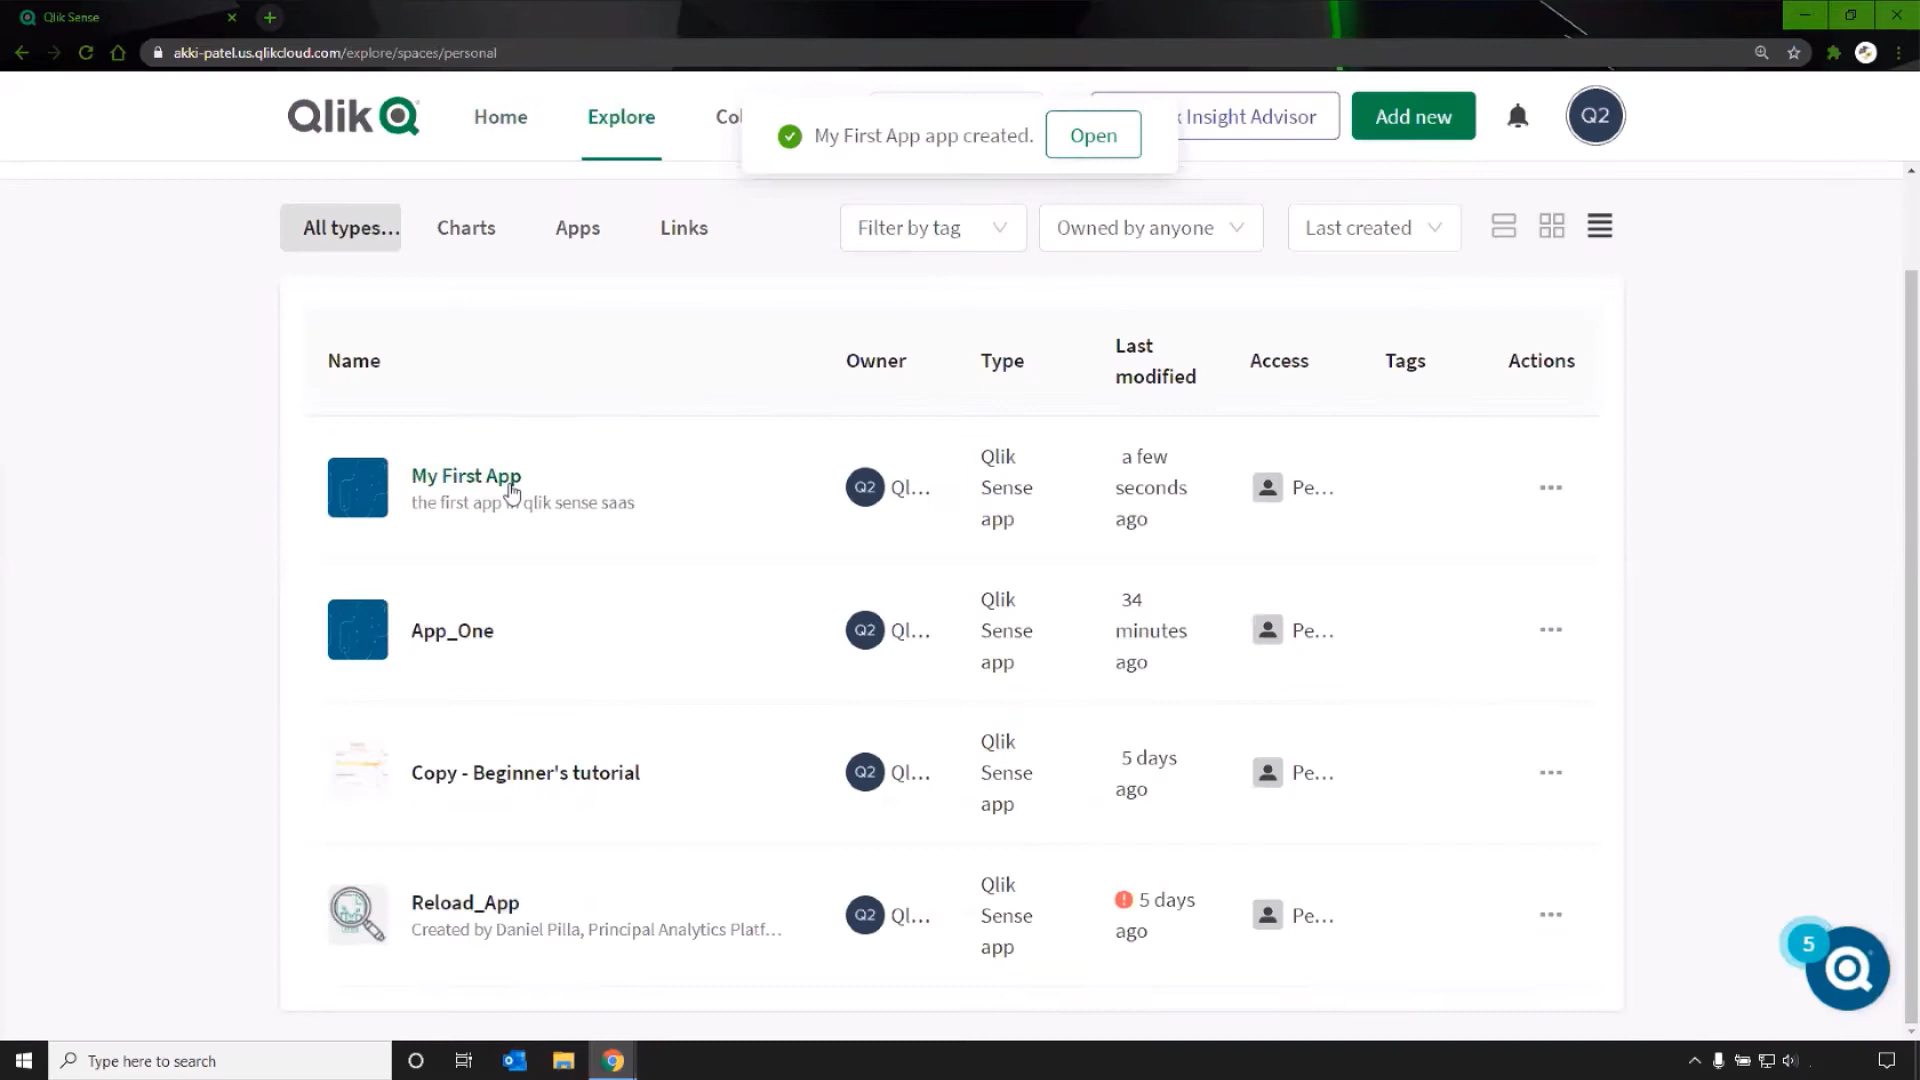 Qlik Sense
akki-patel.us.qlikcloud.com/explore/spaces/personal
Qlik
Home
Explore
Col
My First App app created.
Open
Insight Advisor
Add new
Q2
All types...
Charts
Apps
Links
Filter by tag
Owned by anyone
Last created
Name
Owner
Type
Last
modified
Access
Tags
Actions
My First App
the first app in qlik sense saas
Q2
Ql...
Qlik
Sense
app
a few
seconds
ago
Pe...
App_One
Q2
Ql...
Qlik
Sense
app
34
minutes
ago
Pe...
Copy - Beginner's tutorial
Q2
Ql...
Qlik
Sense
app
5 days
ago
Pe...
Reload_App
Created by Daniel Pilla, Principal Analytics Platf...
Q2
Ql...
Qlik
Sense
app
5 days
ago
Pe...
5
Type here to search